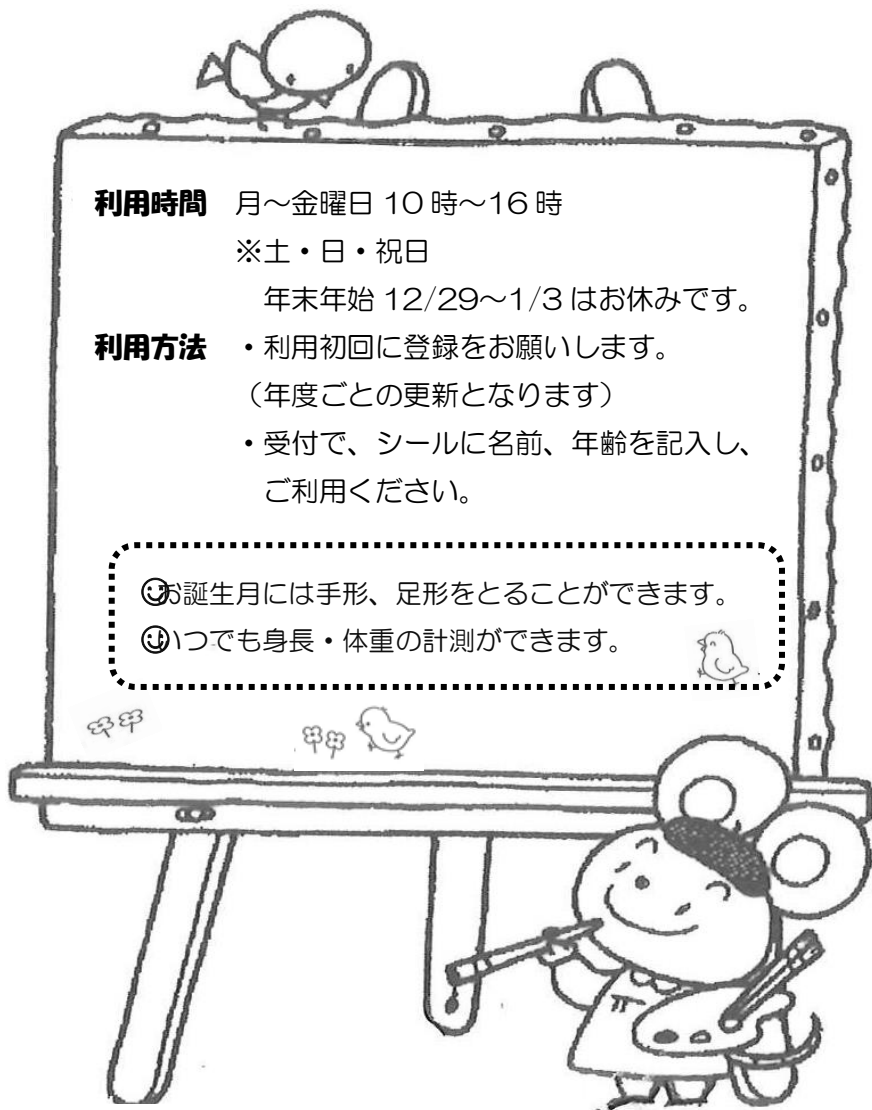 利用時間 月～金曜日 10時～16時
※土・日・祝日
年末年始 12/29～1/3 はお休みです。
利用方法 ・利用初回に登録をお願いします。
（年度ごとの更新となります）
・受付で、シールに名前、年齢を記入し、
ご利用ください。
☺お誕生月には手形、足形をとることができます。
☺いつでも身長・体重の計測ができます。